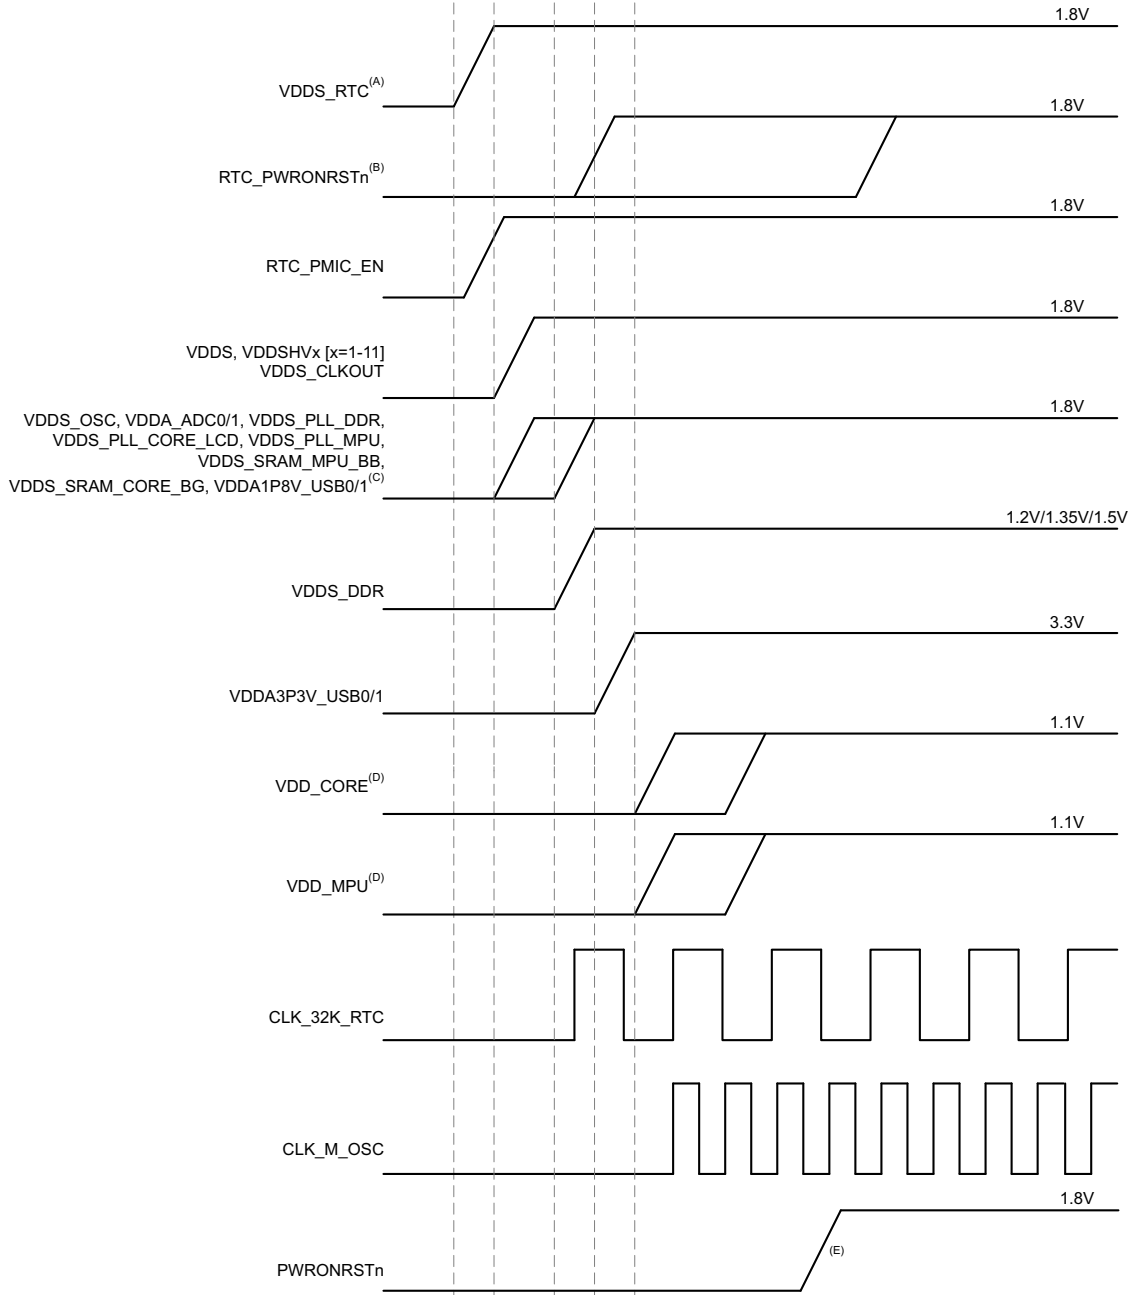 1.8V
VDDS_RTC(A)
1.8V
RTC_PWRONRSTn(B)
1.8V
RTC_PMIC_EN
1.8V
VDDS, VDDSHVx [x=1-11]
VDDS_CLKOUT
1.8V
VDDS_OSC, VDDA_ADC0/1, VDDS_PLL_DDR,
VDDS_PLL_CORE_LCD, VDDS_PLL_MPU,
VDDS_SRAM_MPU_BB,
VDDS_SRAM_CORE_BG, VDDA1P8V_USB0/1(C)
1.2V/1.35V/1.5V
VDDS_DDR
3.3V
VDDA3P3V_USB0/1
1.1V
VDD_CORE(D)
1.1V
VDD_MPU(D)
CLK_32K_RTC
CLK_M_OSC
1.8V
(E)
PWRONRSTn